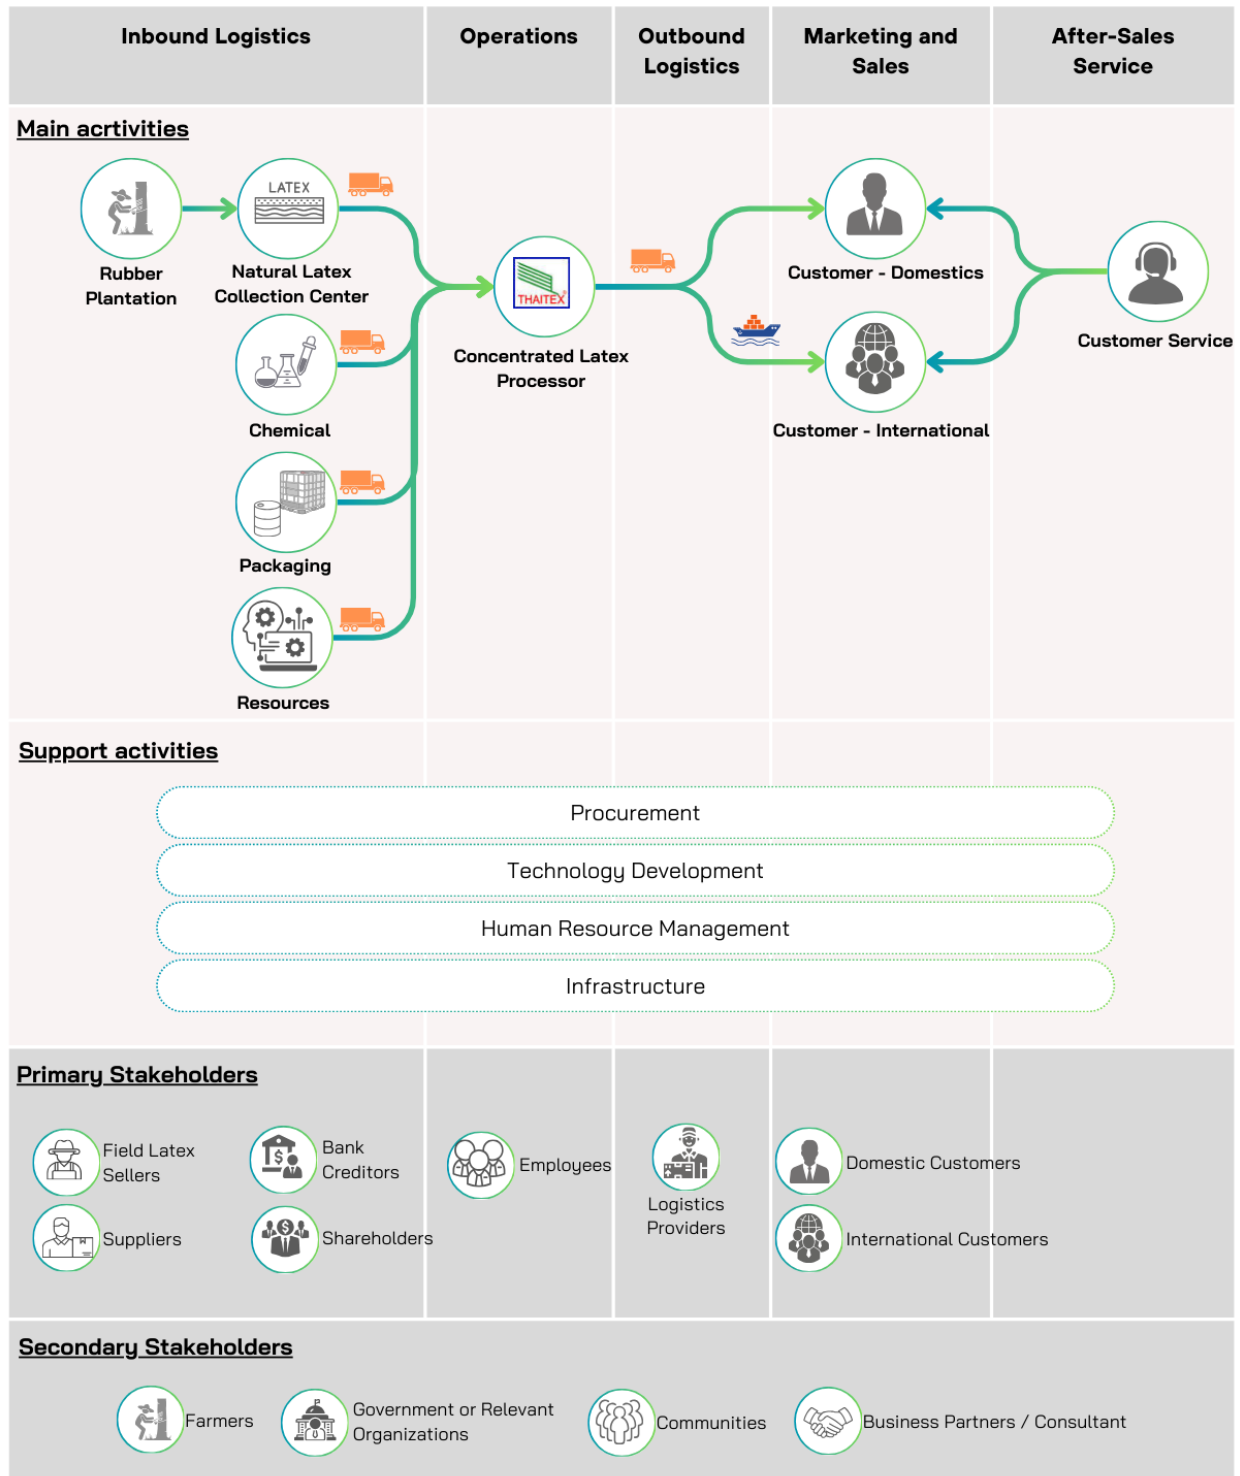 Inbound Logistics
Operations
Outbound
Logistics
Marketing and
Sales
After-Sales
Service
Main acrtivities
LATEX
Rubber
Plantation
Natural Latex
Collection Center
THAITEX
Concentrated Latex
Processor
Customer - Domestics
Customer - International
Customer Service
Chemical
Packaging
Resources
Support activities
Procurement
Technology Development
Human Resource Management
Infrastructure
Primary Stakeholders
Field Latex
Sellers
Bank
Creditors
Employees
Logistics
Providers
Domestic Customers
Suppliers
Shareholders
International Customers
Secondary Stakeholders
Farmers
Government or Relevant
Organizations
Communities
Business Partners / Consultant